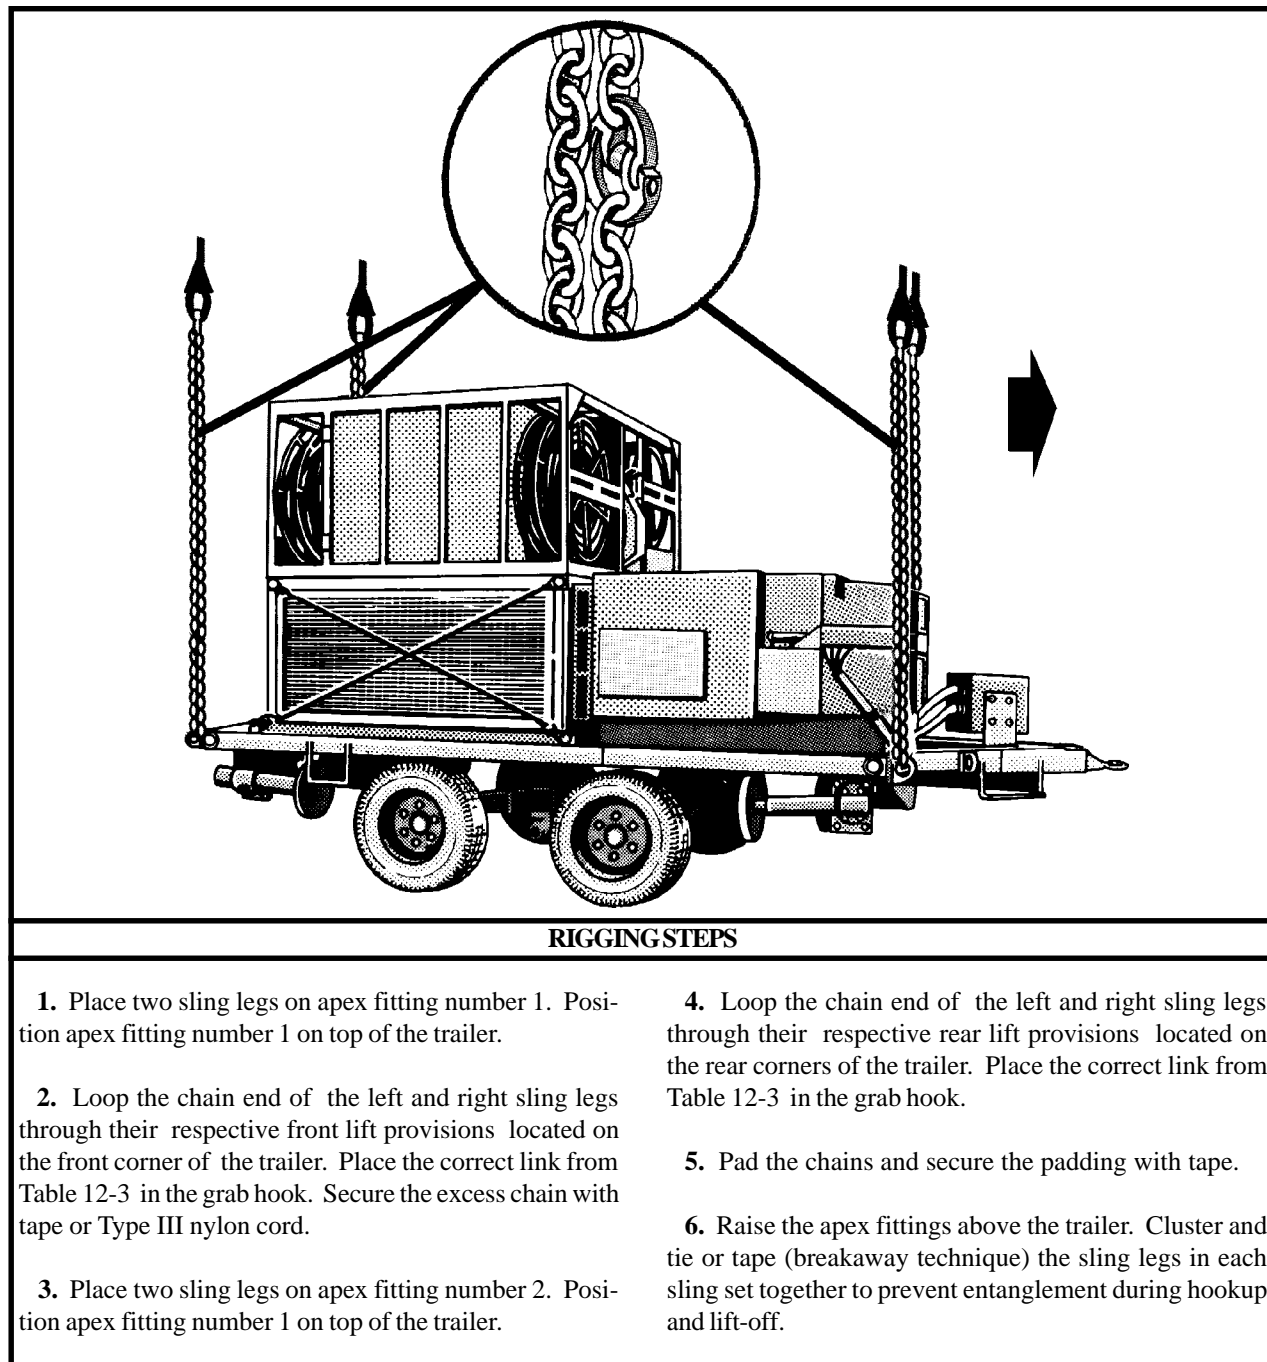 RIGGING STEPS
1. Place two sling legs on apex fitting number 1. Posi-
tion apex fitting number 1 on top of the trailer.
2. Loop the chain end of the left and right sling legs
through their respective front lift provisions located on
the front corner of the trailer. Place the correct link from
Table 12-3 in the grab hook. Secure the excess chain with
tape or Type III nylon cord.
3. Place two sling legs on apex fitting number 2. Posi-
tion apex fitting number 1 on top of the trailer.
4. Loop the chain end of the left and right sling legs
through their respective rear lift provisions located on
the rear corners of the trailer. Place the correct link from
Table 12-3 in the grab hook.
5. Pad the chains and secure the padding with tape.
6. Raise the apex fittings above the trailer. Cluster and
tie or tape (breakaway technique) the sling legs in each
sling set together to prevent entanglement during hookup
and lift-off.